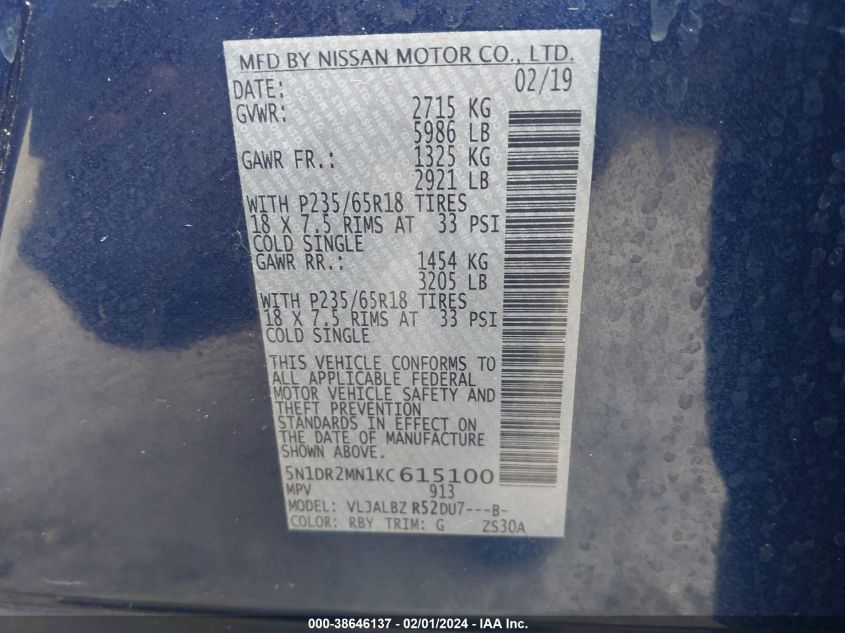 MFD BY NISSAN MOTOR CO., LTD.
DATE: 02/19
GVWR: 2715 KG
5986 LB
GAWR FR.: 1325 KG
2921 LB
WITH P235/65R18 TIRES
18 X 7.5 RIMS AT 33 PSI
COLD SINGLE
GAWR RR.: 1454 KG
3205 LB
WITH P235/65R18 TIRES
18 X 7.5 RIMS AT 33 PSI
COLD SINGLE
THIS VEHICLE CONFORMS TO
ALL APPLICABLE FEDERAL
MOTOR VEHICLE SAFETY AND
THEFT PREVENTION
STANDARDS IN EFFECT ON
THE DATE OF MANUFACTURE
SHOWN ABOVE.
5N1DR2MN1KC615100
MPV 913
MODEL: VLJALBZ R52DU7---B-
COLOR: RBY TRIM: G ZS30A
000-38646137 - 02/01/2024 - IAA Inc.